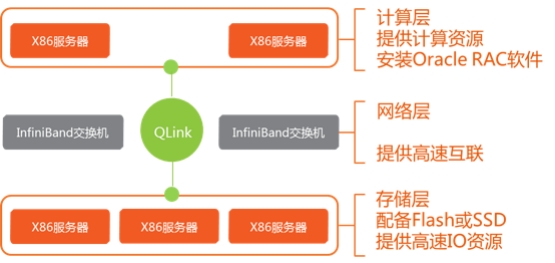 X86服务器
X86服务器
计算层
提供计算资源
安装Oracle RAC软件
InfiniBand交换机
QLink
InfiniBand交换机
网络层
提供高速互联
X86服务器
X86服务器
X86服务器
存储层
配备Flash或SSD
提供高速IO资源